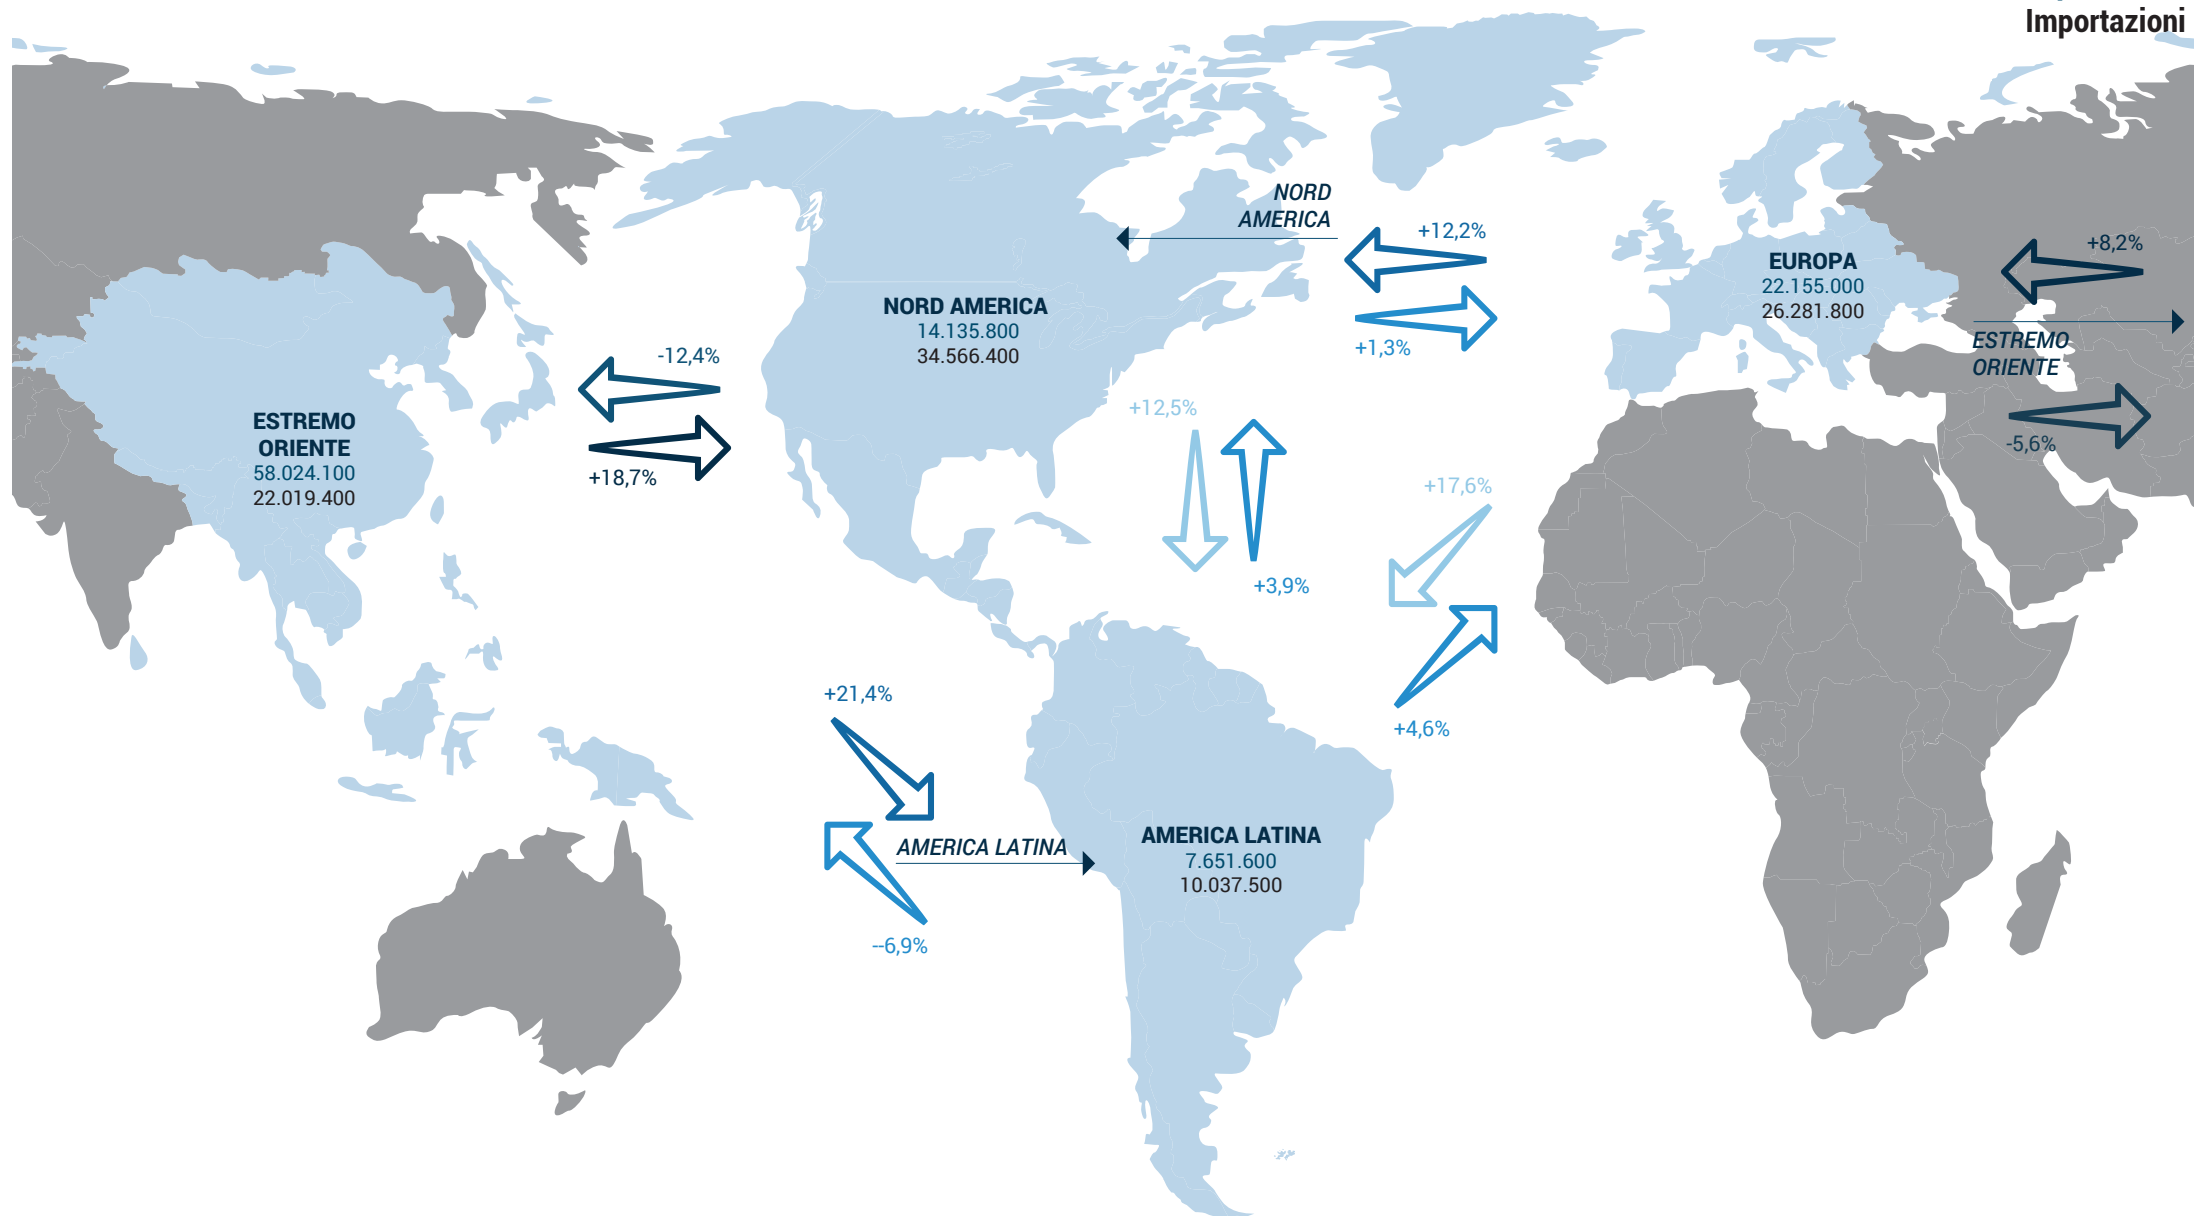 Importazioni
NORD
AMERICA
+12,2%
+1,3%
EUROPA
22.155.000
26.281.800
+8,2%
ESTREMO
ORIENTE
-5,6%
NORD AMERICA
14.135.800
34.566.400
-12,4%
+18,7%
ESTREMO
ORIENTE
58.024.100
22.019.400
+12,5%
+3,9%
+17,6%
+4,6%
+21,4%
AMERICA LATINA
--6,9%
AMERICA LATINA
7.651.600
10.037.500